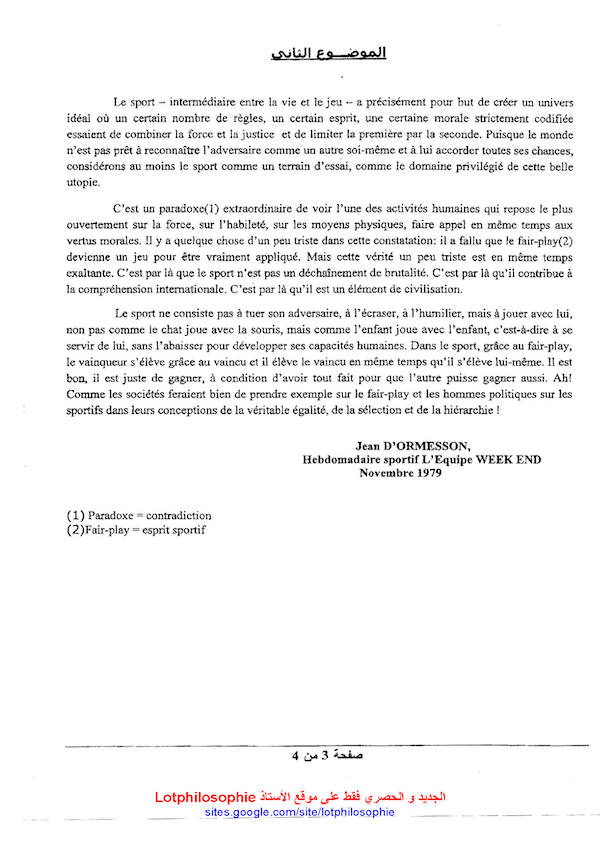 الموضـــوع الثاني
Le sport – intermédiaire entre la vie et le jeu – a précisément pour but de créer un univers
idéal où un certain nombre de règles, un certain esprit, une certaine morale strictement codifiée
essaient de combiner la force et la justice et de limiter la première par la seconde. Puisque le monde
n'est pas prêt à reconnaître l'adversaire comme un autre soi-même et à lui accorder toutes ses chances,
considérons au moins le sport comme un terrain d'essai, comme le domaine privilégié de cette belle
utopie.
C'est un paradoxe(1) extraordinaire de voir l'une des activités humaines qui repose le plus
ouvertement sur la force, sur l'habileté, sur les moyens physiques, faire appel en même temps aux
vertus morales. Il y a quelque chose d'un peu triste dans cette constatation: il a fallu que le fair-play(2)
devienne un jeu pour être vraiment appliqué. Mais cette vérité un peu triste est en même temps
exaltante. C'est par là que le sport n'est pas un déchaînement de brutalité. C'est par là qu'il contribue à
la compréhension internationale. C'est par là qu'il est un élément de civilisation.
Le sport ne consiste pas à tuer son adversaire, à l'écraser, à l'humilier, mais à jouer avec lui,
non pas comme le chat joue avec la souris, mais comme l'enfant joue avec l'enfant, c'est-à-dire à se
servir de lui, sans l'abaisser pour développer ses capacités humaines. Dans le sport, grâce au fair-play,
le vainqueur s'élève grâce au vaincu et il élève le vaincu en même temps qu'il s'élève lui-même. Il est
bon, il est juste de gagner, à condition d'avoir tout fait pour que l'autre puisse gagner aussi. Ah!
Comme les sociétés feraient bien de prendre exemple sur le fair-play et les hommes politiques sur les
sportifs dans leurs conceptions de la véritable égalité, de la sélection et de la hiérarchie !
Jean D'ORMESSON,
Hebdomadaire sportif L'Equipe WEEK END
Novembre 1979
(1) Paradoxe = contradiction
(2)Fair-play = esprit sportif
صفحة 3 من 4
الجديد و الحصري فقط على موقع الأستاذ Lotphilosophie
sites.google.com/site/lotphilosophie